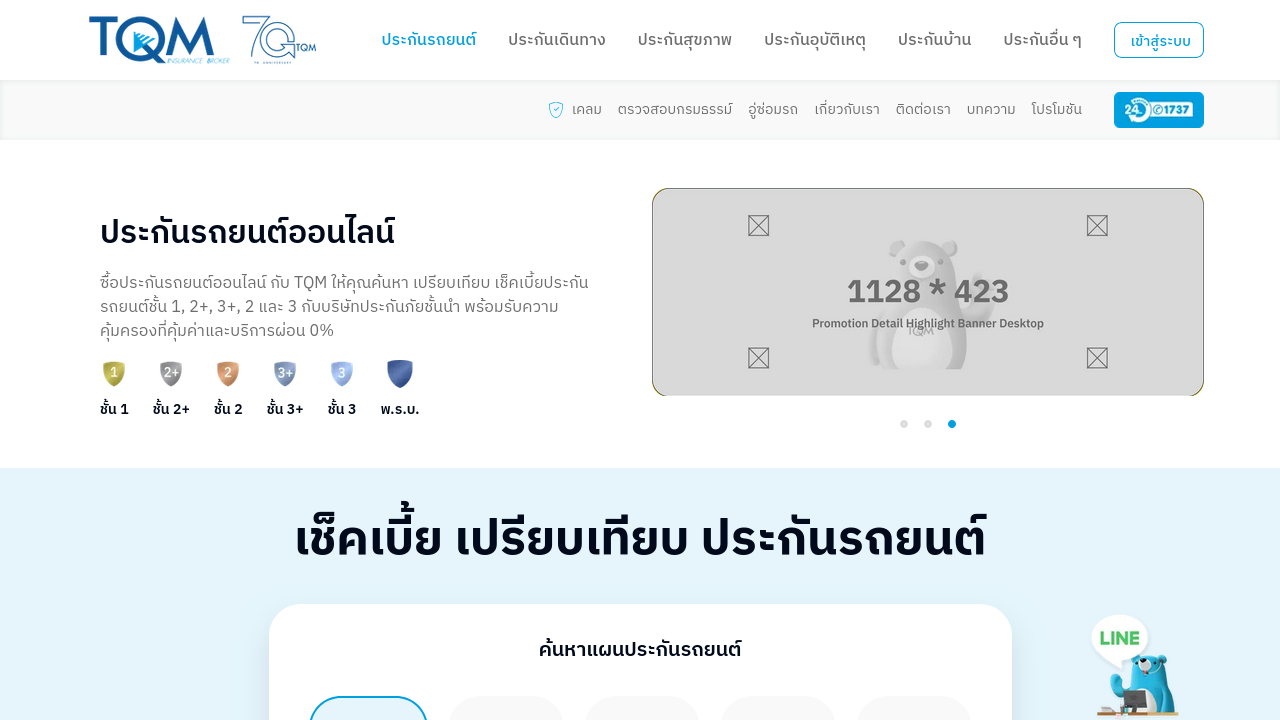 TQM
INSURANCE BROKER
70 TQM
70 TH ANNIVERSARY
ประกันรถยนต์
ประกันเดินทาง
ประกันสุขภาพ
ประกันอุบัติเหตุ
ประกันบ้าน
ประกันอื่น ๆ
เข้าสู่ระบบ
เคลม
ตรวจสอบกรมธรรม์
อู่ซ่อมรถ
เกี่ยวกับเรา
ติดต่อเรา
บทความ
โปรโมชัน
24 1737
ประกันรถยนต์ออนไลน์
ซื้อประกันรถยนต์ออนไลน์ กับ TQM ให้คุณค้นหา เปรียบเทียบ เช็คเบี้ยประกัน
รถยนต์ชั้น 1, 2+, 3+, 2 และ 3 กับบริษัทประกันภัยชั้นนำ พร้อมรับความ
คุ้มครองที่คุ้มค่าและบริการผ่อน 0%
1 2+ 2 3+ 3
ชั้น 1 ชั้น 2+ ชั้น 2 ชั้น 3+ ชั้น 3 พ.ร.บ.
1128 * 423
Promotion Detail Highlight Banner Desktop
TQM
เช็คเบี้ย เปรียบเทียบ ประกันรถยนต์
ค้นหาแผนประกันรถยนต์
LINE